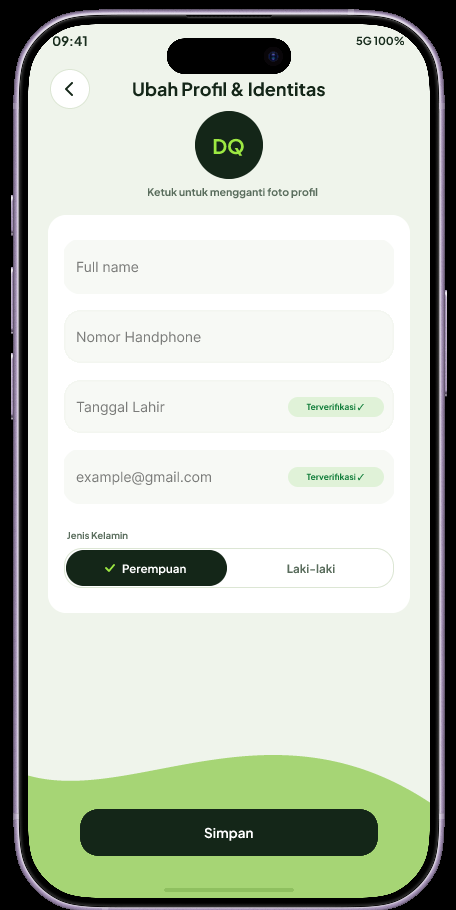 09:41
5G 100%
Ubah Profil & Identitas
DQ
Ketuk untuk mengganti foto profil
Full name
Nomor Handphone
Tanggal Lahir
Terverifikasi ✓
example@gmail.com
Terverifikasi ✓
Jenis Kelamin
✓ Perempuan
Laki-laki
Simpan